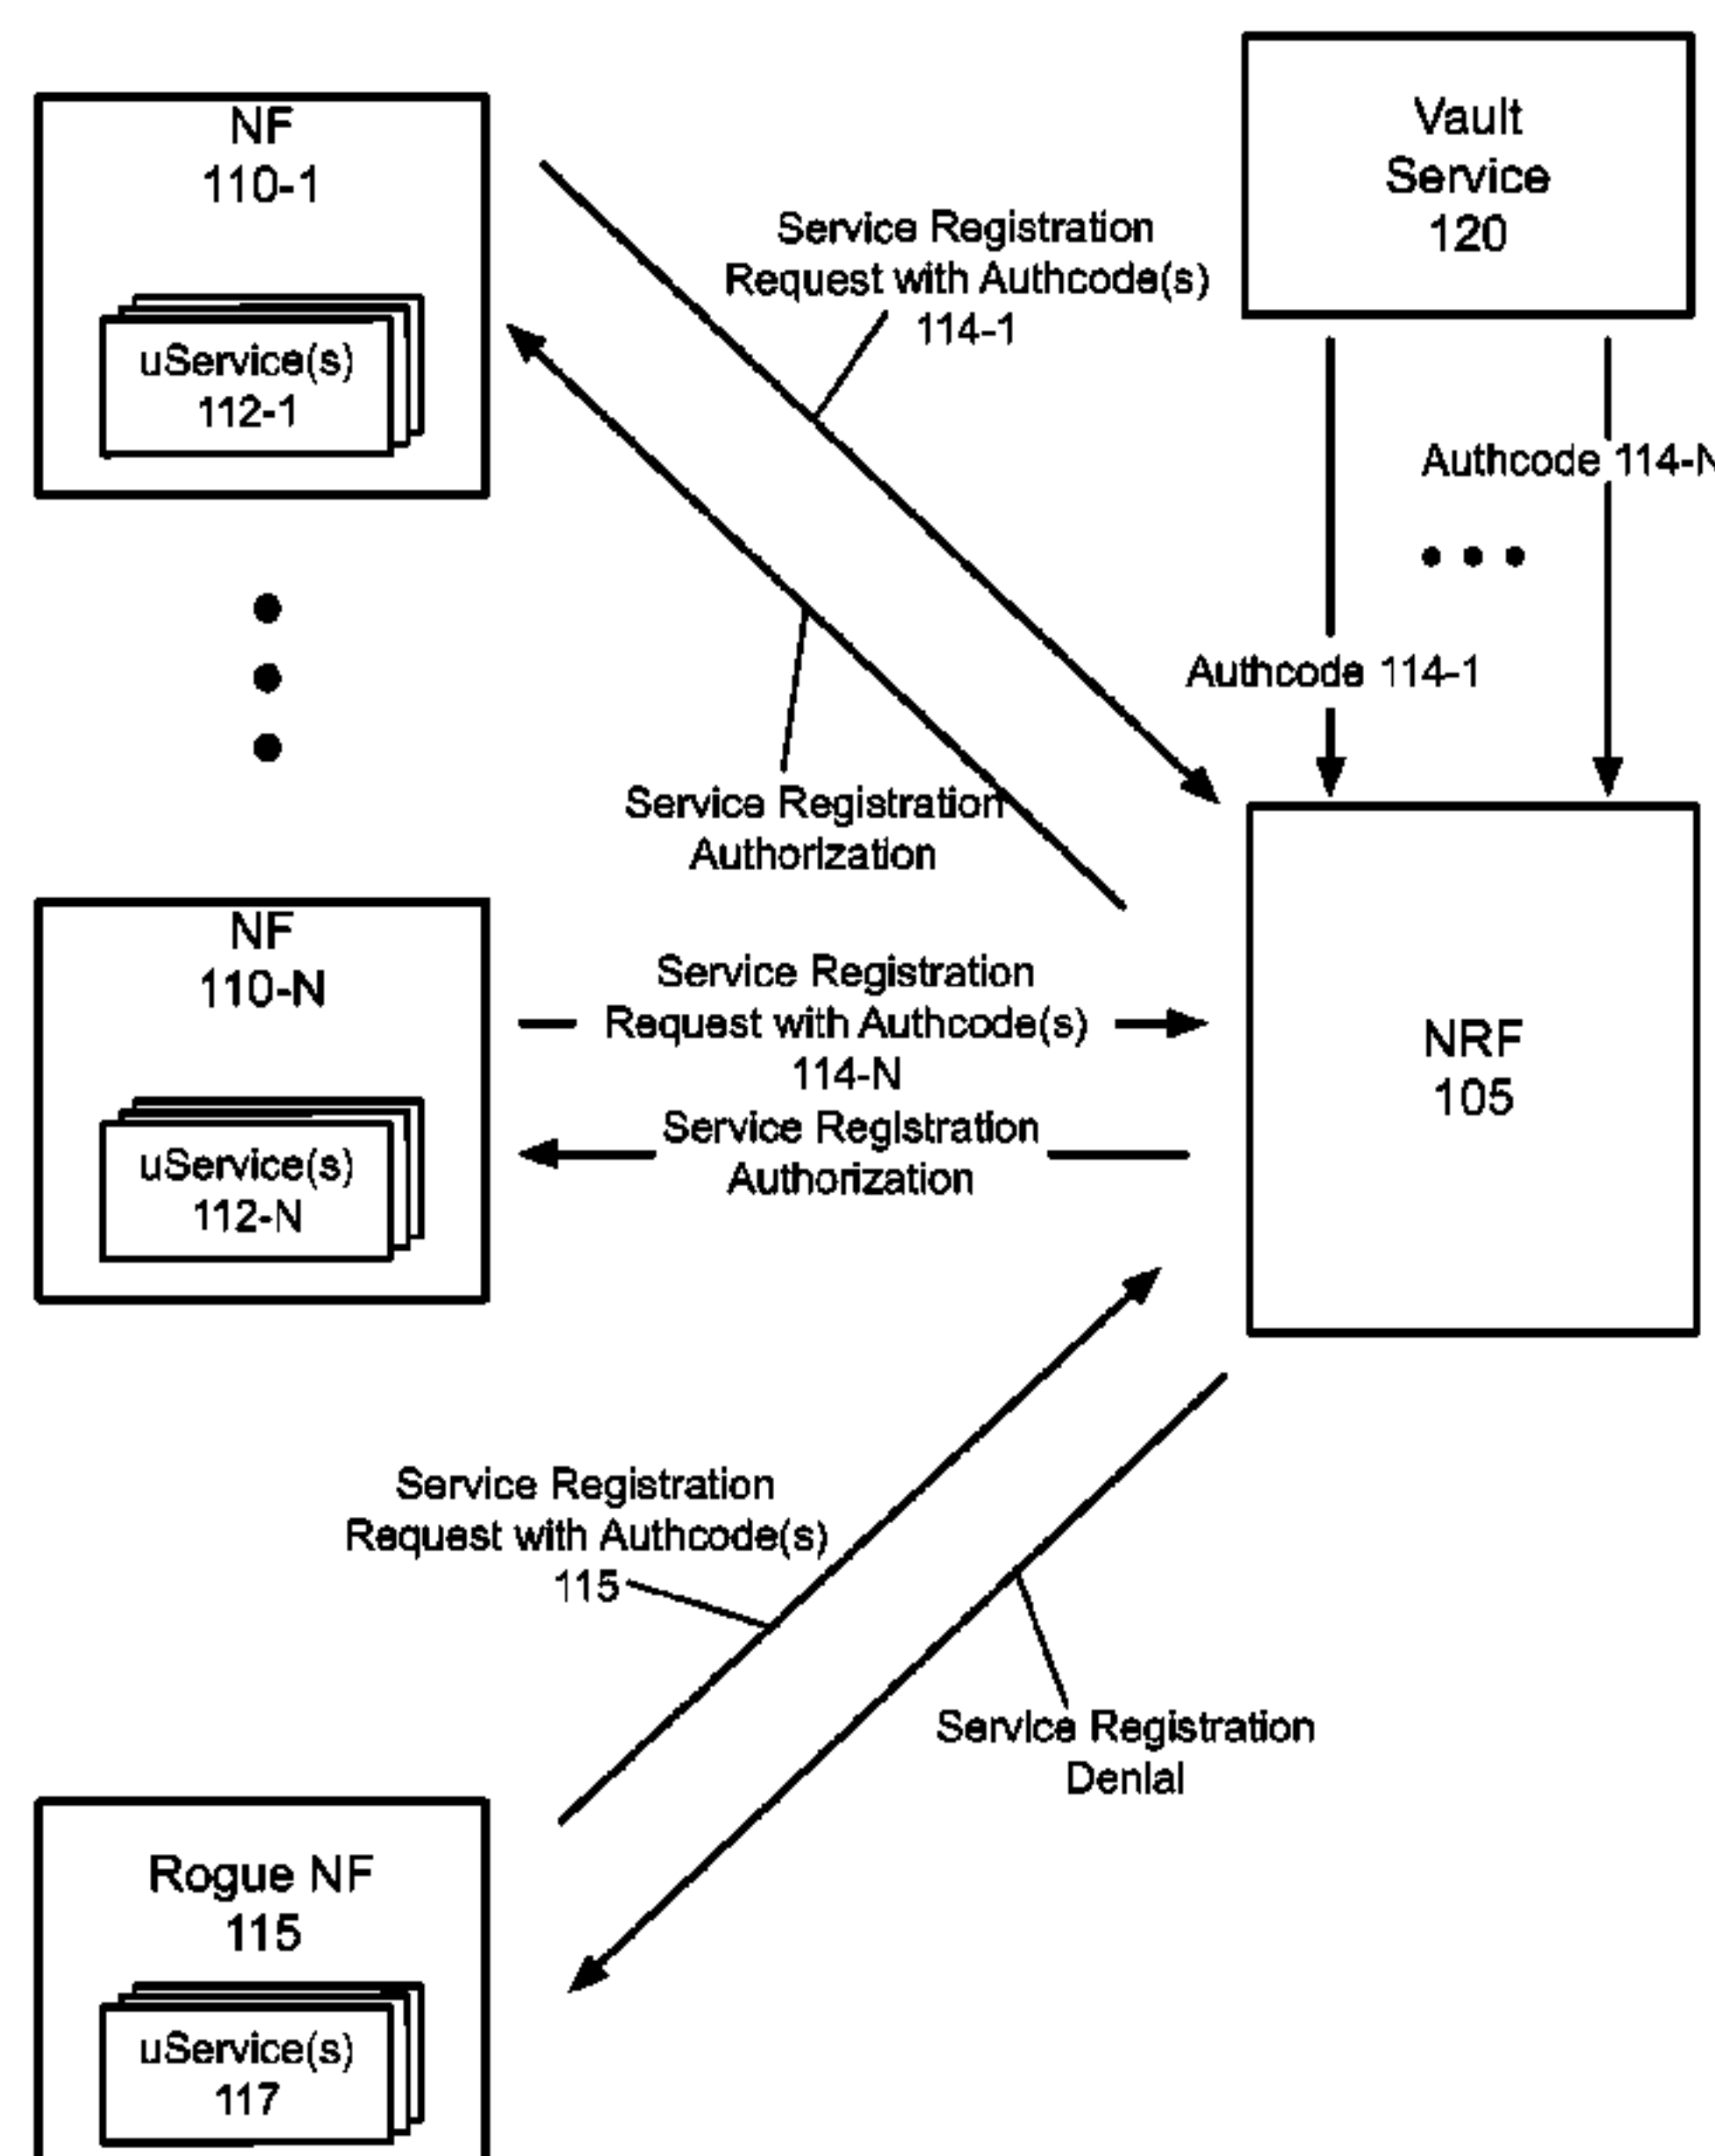 NF
110-1
uService(s)
112-1
Service Registration
Request with Authcode(s)
114-1
Vault
Service
120
Authcode 114-N
Authcode 114-1
Service Registration
Authorization
NF
110-N
uService(s)
112-N
Service Registration
Request with Authcode(s)
114-N
Service Registration
Authorization
NRF
105
Service Registration
Request with Authcode(s)
115
Service Registration
Denial
Rogue NF
115
uService(s)
117